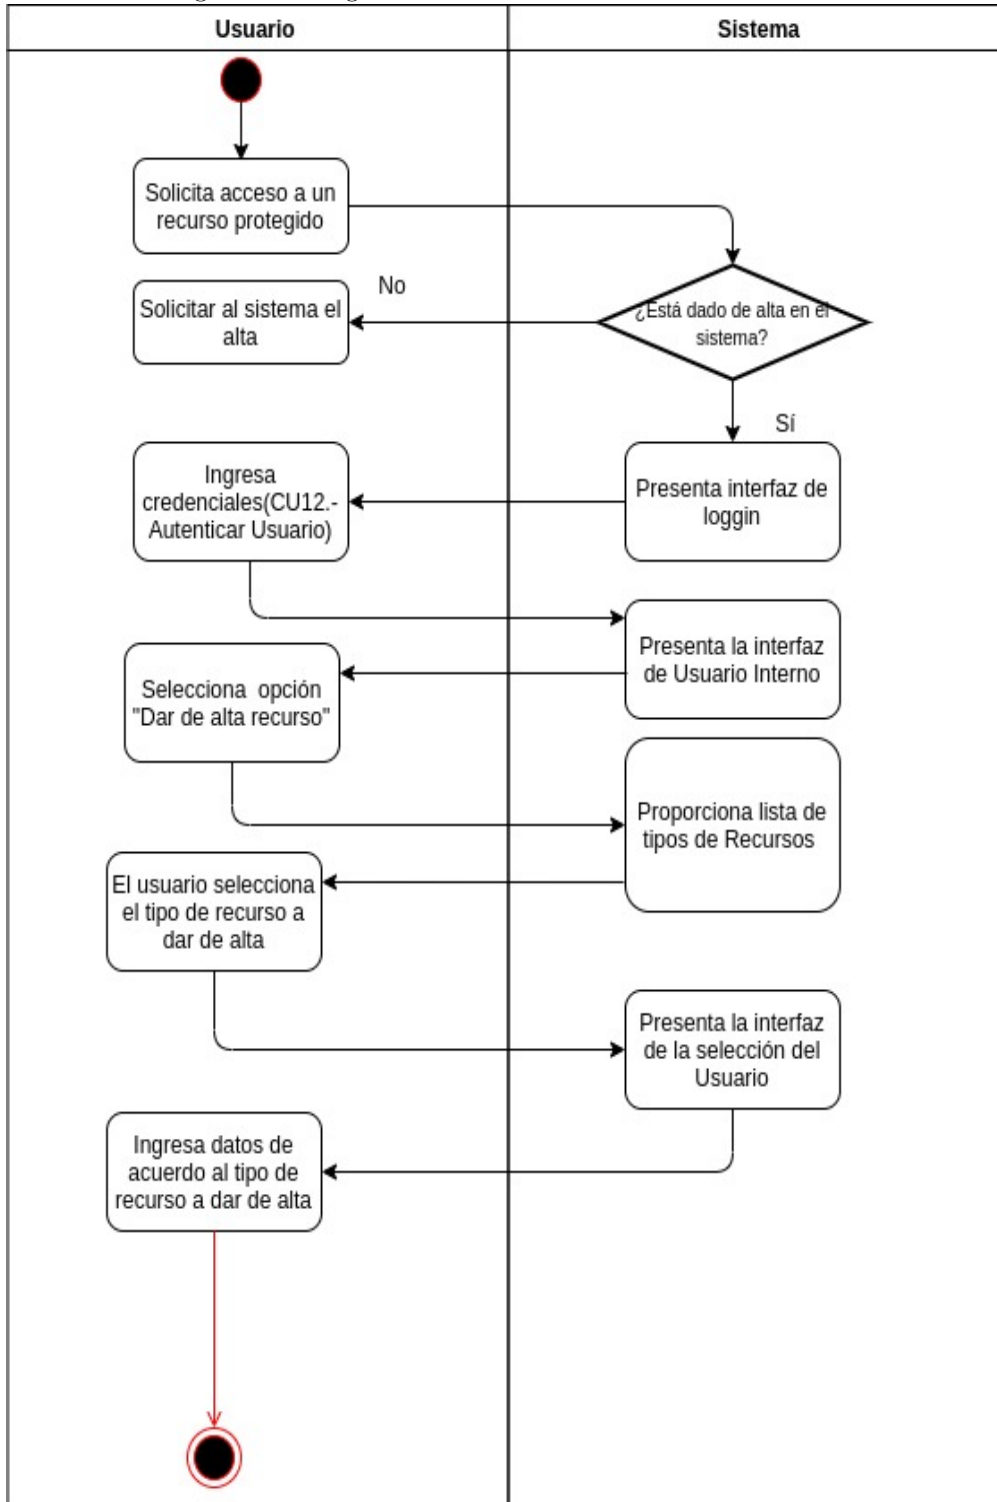 Usuario
Sistema
Solicita acceso a un
recurso protegido
¿Está dado de alta en el
sistema?
No
Solicitar al sistema el
alta
Sí
Presenta interfaz de
loggin
Ingresa
credenciales(CU12.-
Autenticar Usuario)
Presenta la interfaz
de Usuario Interno
Selecciona opción
"Dar de alta recurso"
Proporciona lista de
tipos de Recursos
El usuario selecciona
el tipo de recurso a
dar de alta
Presenta la interfaz
de la selección del
Usuario
Ingresa datos de
acuerdo al tipo de
recurso a dar de alta